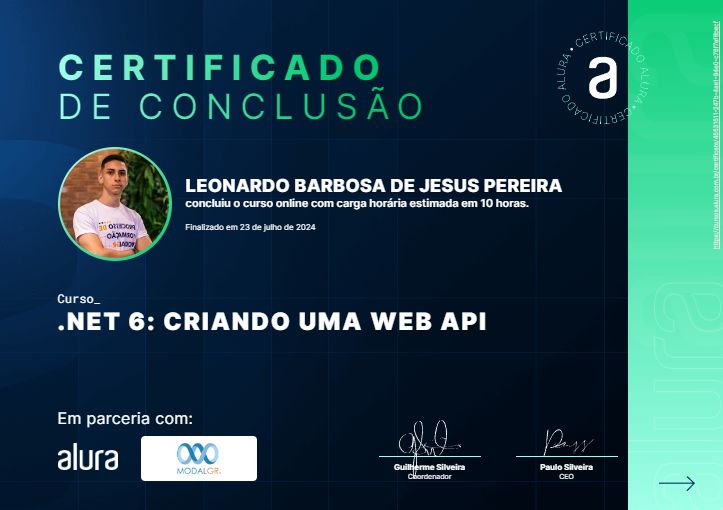 CERTIFICADO
DE CONCLUSÃO
CERTIFICADO ALURA • CERTIFICADO ALURA •
a
LEONARDO BARBOSA DE JESUS PEREIRA
concluiu o curso online com carga horária estimada em 10 horas.
Finalizado em 23 de julho de 2024
Curso_
.NET 6: CRIANDO UMA WEB API
Em parceria com:
alura
MODALGR
Guilherme Silveira
Coordenador
Paulo Silveira
CEO
alura